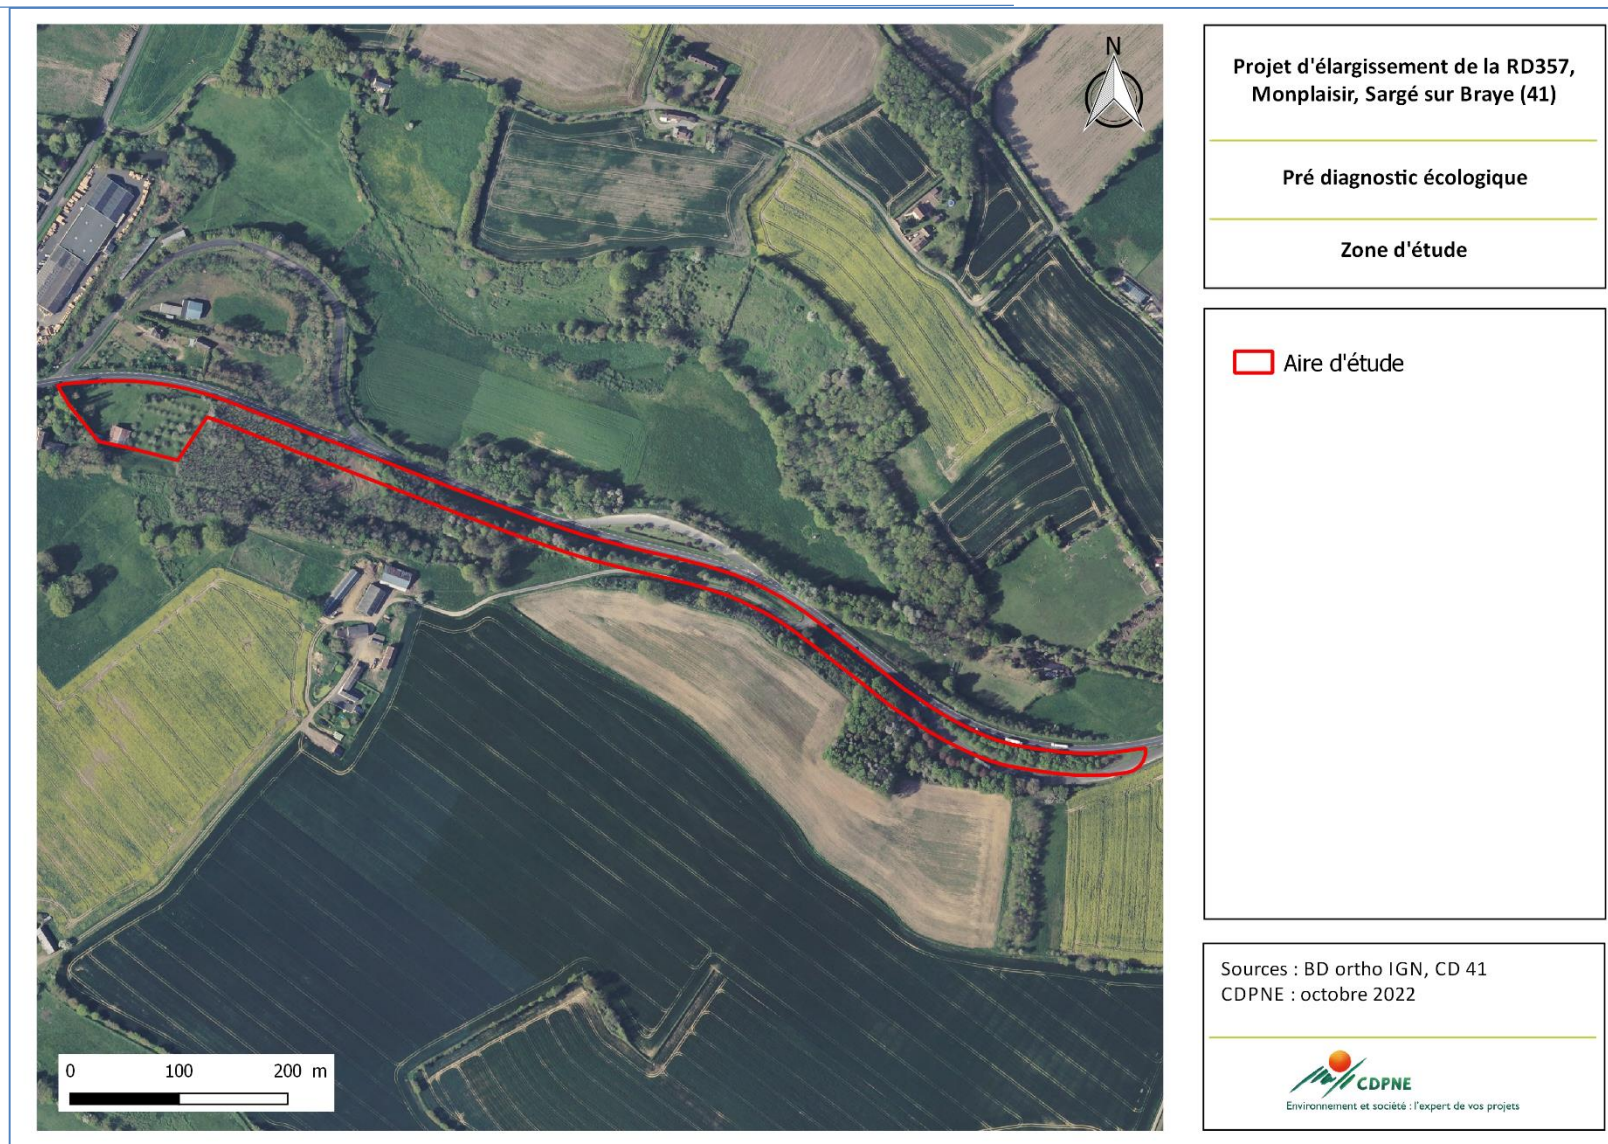 N
Projet d'élargissement de la RD357,
Monplaisir, Sargé sur Braye (41)
Pré diagnostic écologique
Zone d'étude
Aire d'étude
Sources : BD ortho IGN, CD 41
CDPNE : octobre 2022
CDPNE
Environnement et société : l'expert de vos projets
0 100 200 m